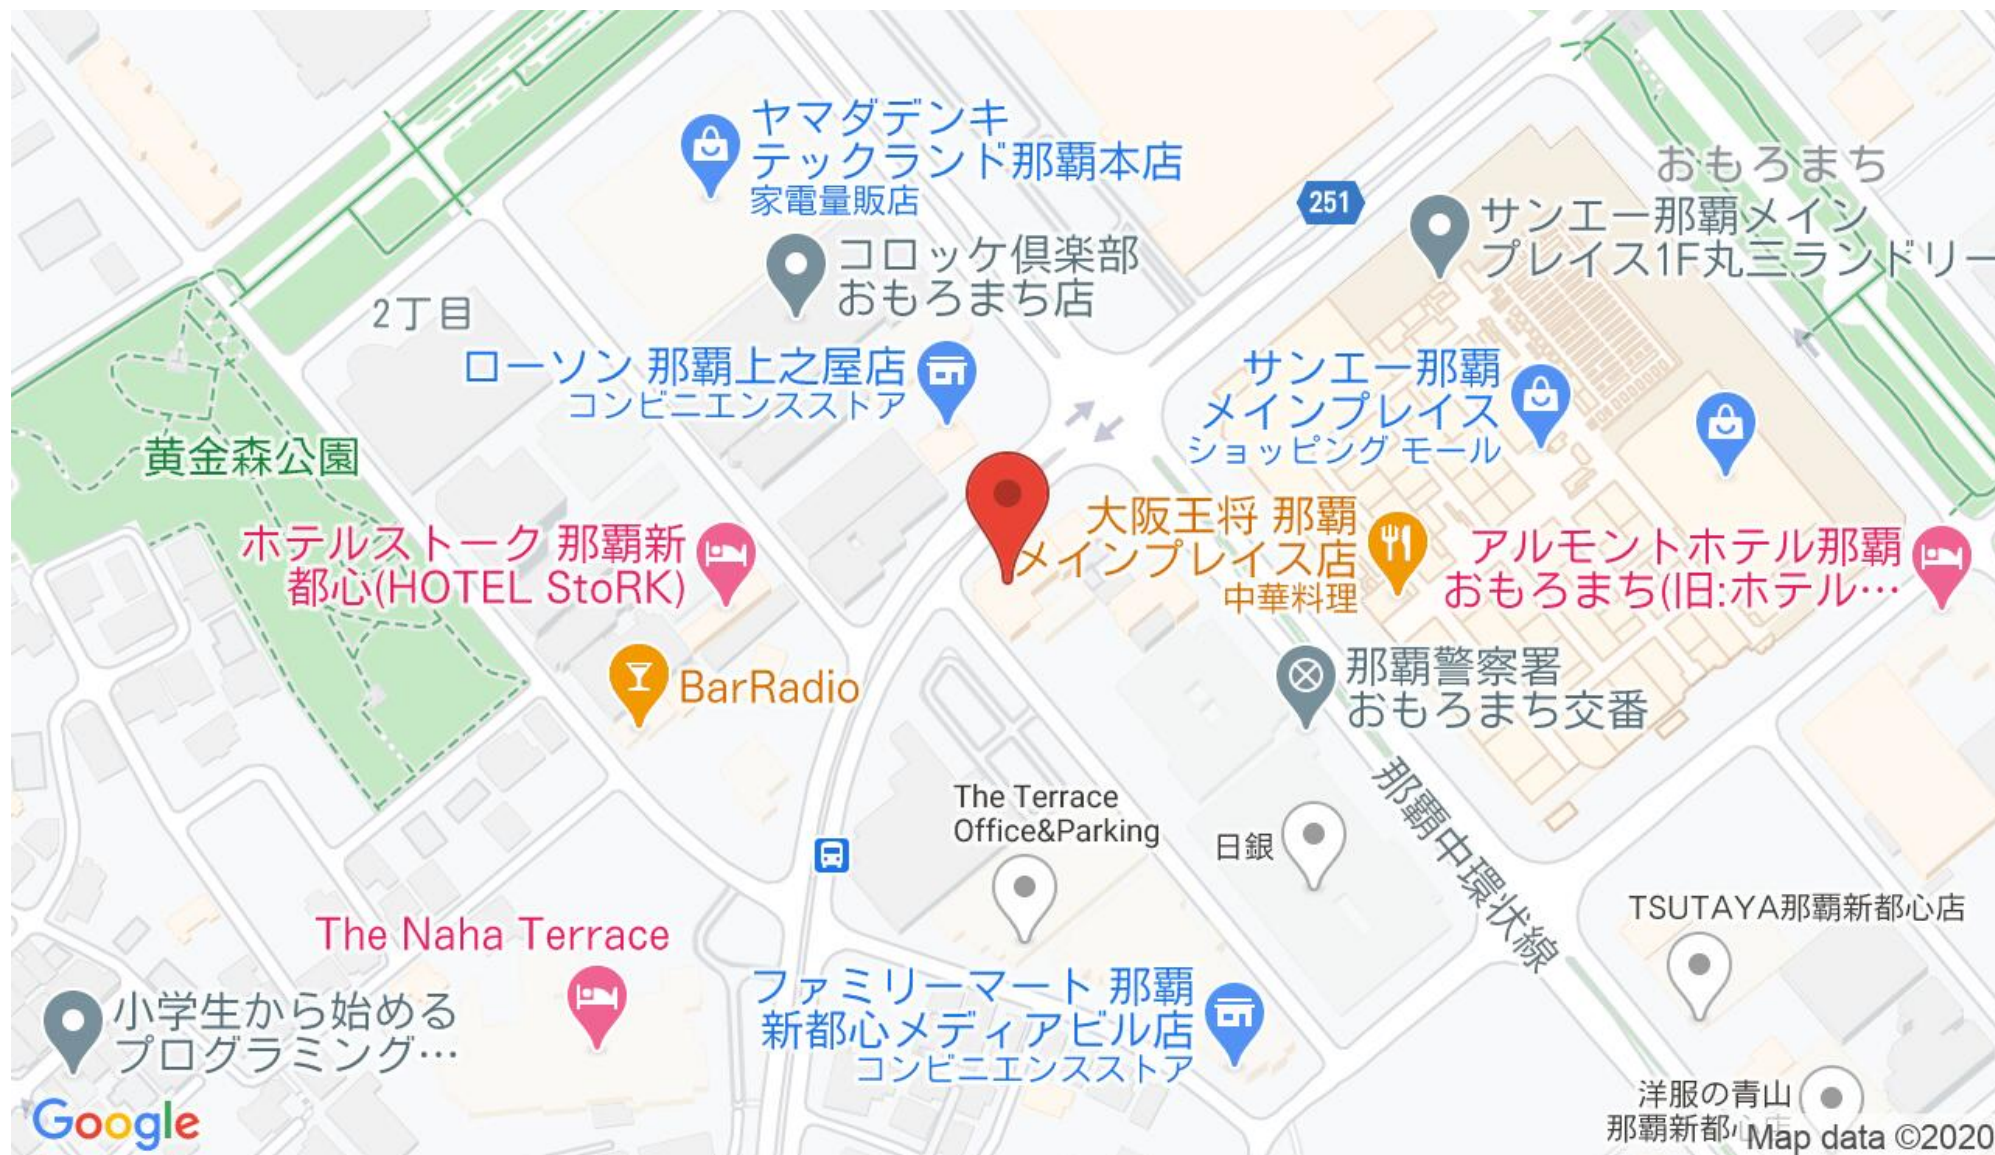 ヤマダデンキ
テックランド那覇本店
家電量販店
おもろまち
251
サンエー那覇メイン
プレイス1F丸三ランドリー
コロッケ倶楽部
おもろまち店
2丁目
ローソン 那覇上之屋店
コンビニエンスストア
サンエー那覇
メインプレイス
ショッピング モール
黄金森公園
大阪王将 那覇
メインプレイス店
中華料理
ホテルストーク 那覇新
都心(HOTEL StoRK)
アルモントホテル那覇
おもろまち(旧:ホテル…
BarRadio
那覇警察署
おもろまち交番
The Terrace
Office&Parking
日銀
那覇中環状線
TSUTAYA那覇新都心店
The Naha Terrace
ファミリーマート 那覇
新都心メディアビル店
コンビニエンスストア
小学生から始める
プログラミング…
洋服の青山
那覇新都心店
Google
Map data ©2020